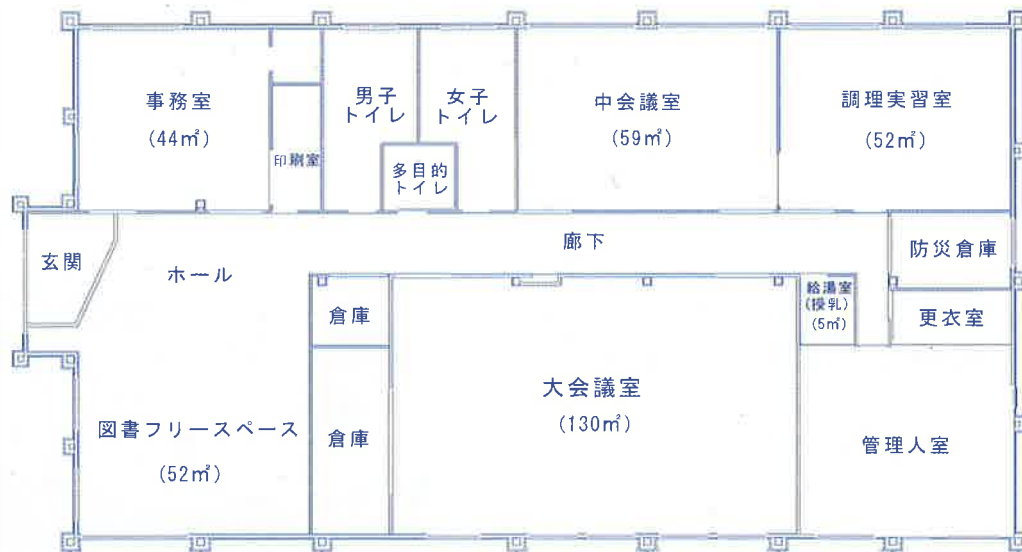 事務室
(44㎡)
印刷室
男子
トイレ
女子
トイレ
多目的
トイレ
中会議室
(59㎡)
調理実習室
(52㎡)
玄関
ホール
廊下
防災倉庫
倉庫
給湯室
(授乳)
(5㎡)
更衣室
大会議室
(130㎡)
図書フリースペース
(52㎡)
倉庫
管理人室